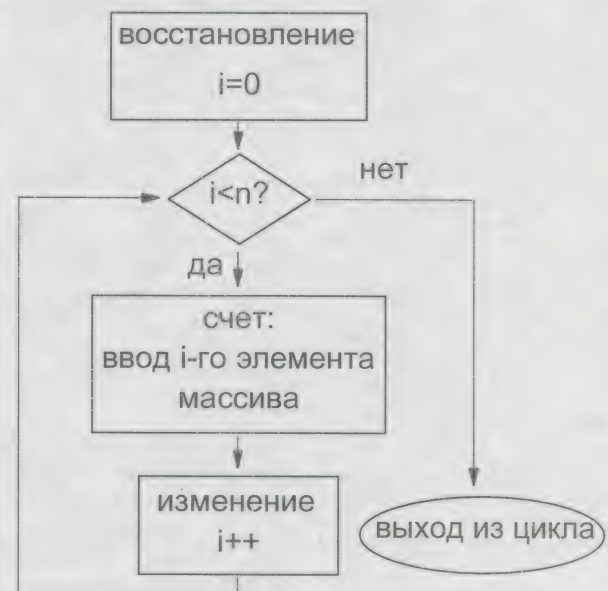 восстановление
i=0
i<n?
нет
да
счет:
ввод i-го элемента
массива
изменение
i++
выход из цикла